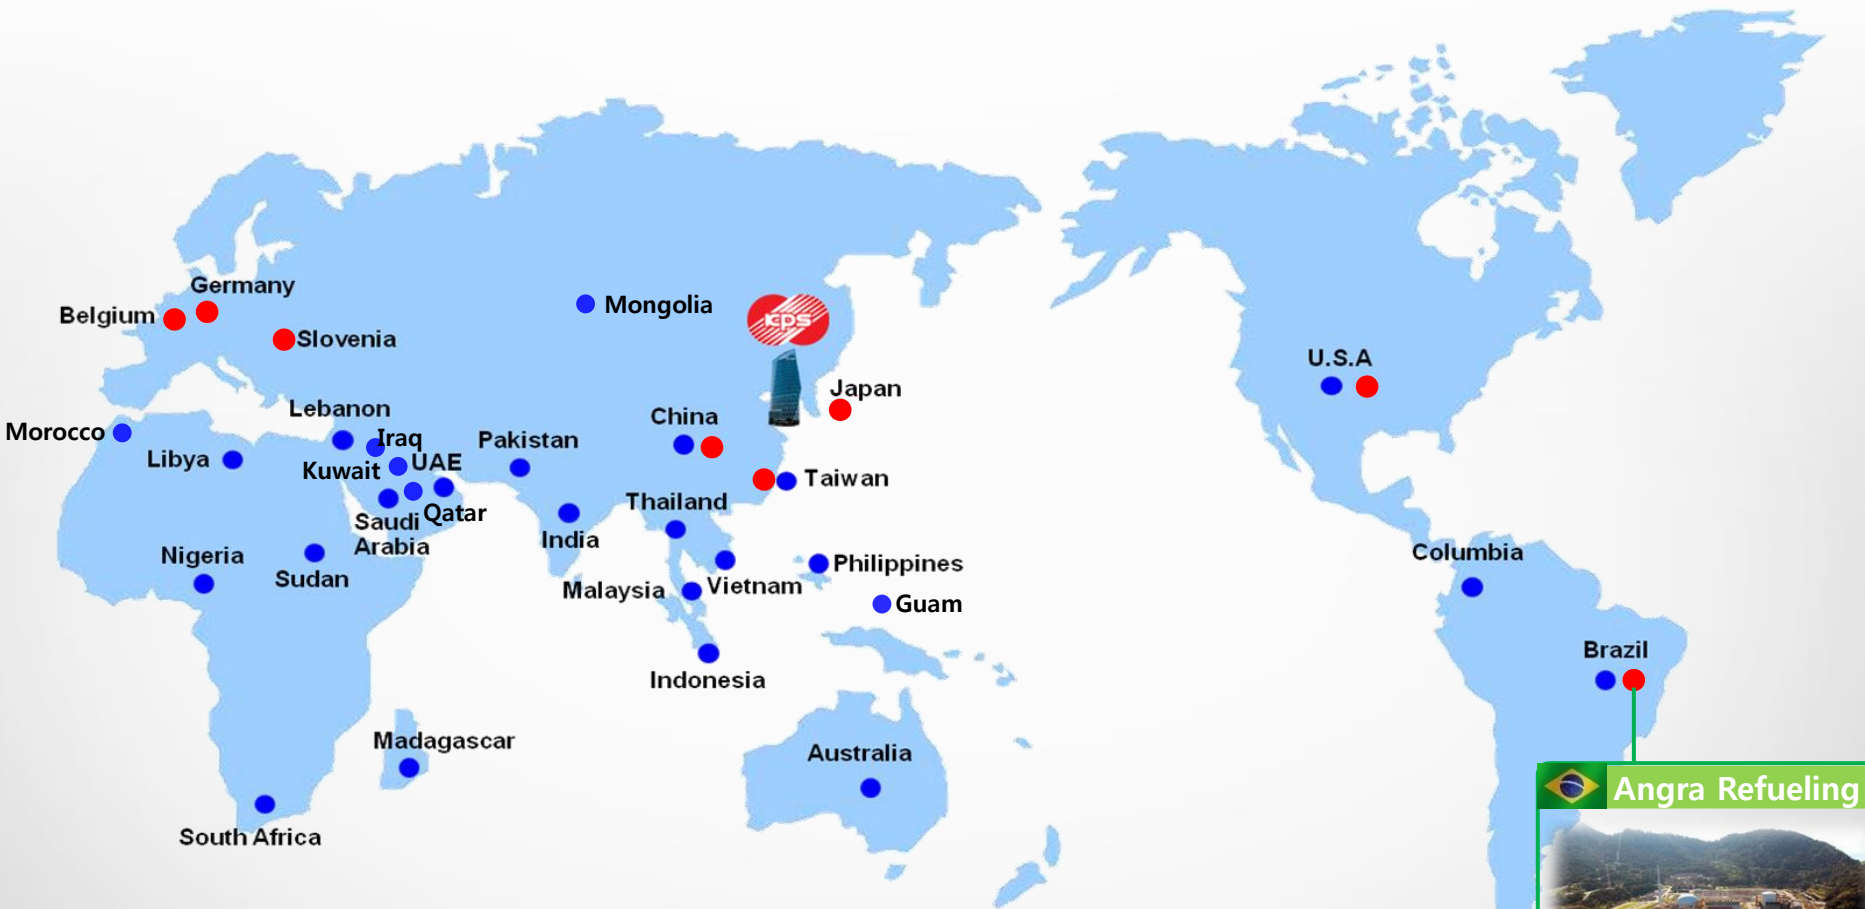 Germany
Belgium
Slovenia
Mongolia
KPS
Japan
U.S.A
Lebanon
China
Morocco
Iraq
Pakistan
Libya
Kuwait
UAE
Taiwan
Thailand
Qatar
Saudi
Arabia
India
Nigeria
Sudan
Columbia
Philippines
Malaysia
Vietnam
Guam
Brazil
Indonesia
Madagascar
Australia
Angra Refueling
South Africa